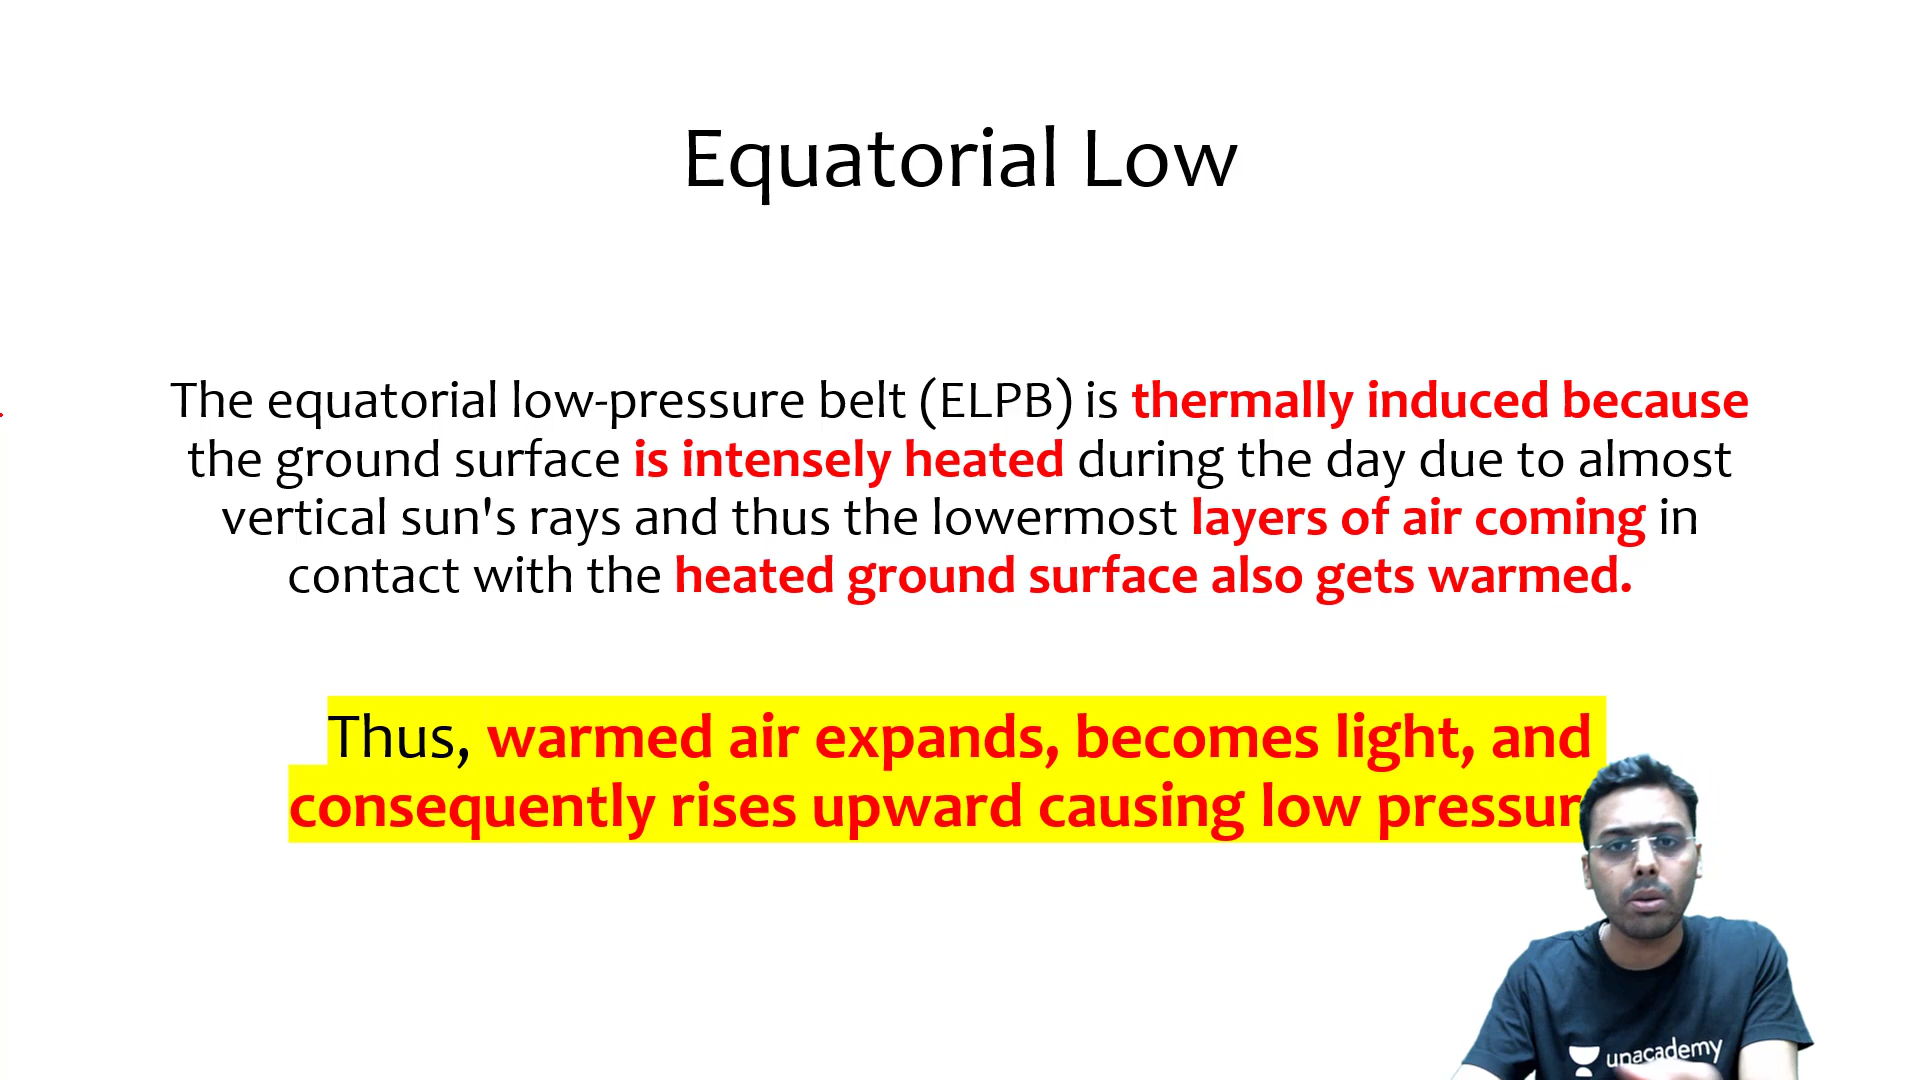 Equatorial Low
The equatorial low-pressure belt (ELPB) is thermally induced because
the ground surface is intensely heated during the day due to almost
vertical sun's rays and thus the lowermost layers of air coming in
contact with the heated ground surface also gets warmed.
Thus, warmed air expands, becomes light, and
consequently rises upward causing low
unacademy